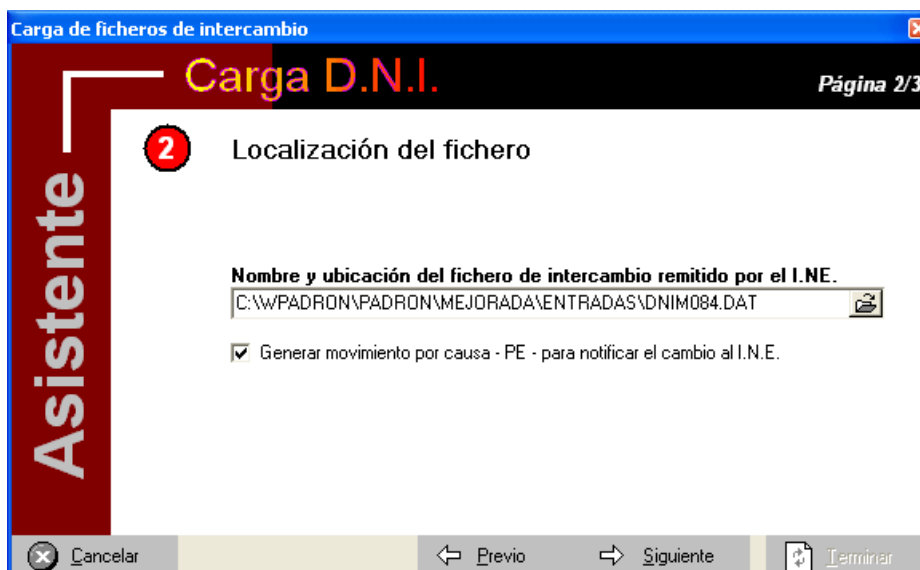 Carga de ficheros de intercambio
Carga D.N.I.
Página 2/3
Asistente
2
Localización del fichero
Nombre y ubicación del fichero de intercambio remitido por el I.NE.
C:\WPADRON\PADRON\MEJORADA\ENTRADAS\DNIM084.DAT
Generar movimiento por causa - PE - para notificar el cambio al I.N.E.
Cancelar
Previo
Siguiente
Terminar